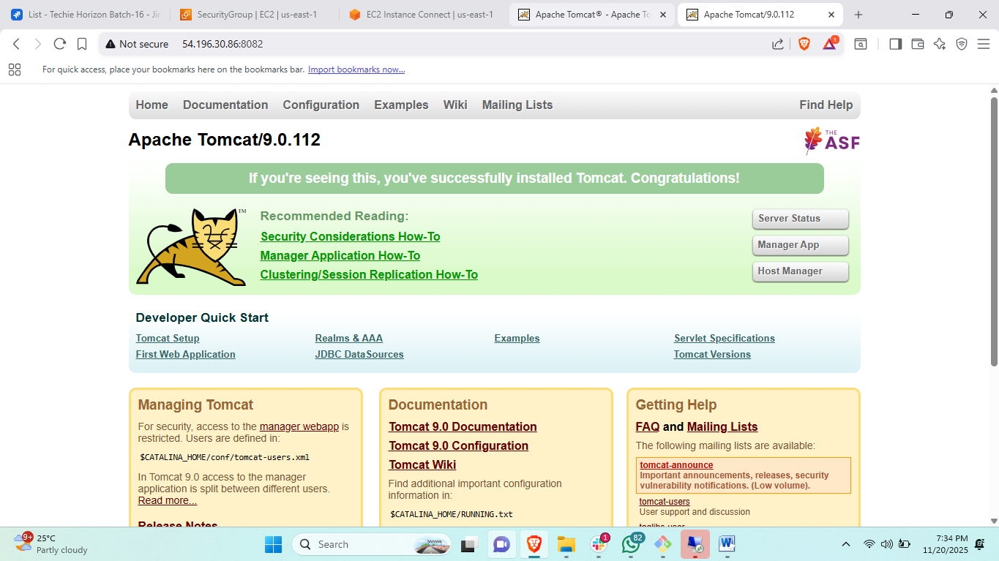 List - Techie Horizon Batch-16 - Jir
SecurityGroup | EC2 | us-east-1
EC2 Instance Connect | us-east-1
Apache Tomcat® - Apache To
Apache Tomcat/9.0.112
Not secure
54.196.30.86:8082
1
For quick access, place your bookmarks here on the bookmarks bar. Import bookmarks now...
Home Documentation Configuration Examples Wiki Mailing Lists Find Help
Apache Tomcat/9.0.112
THE
ASF
If you're seeing this, you've successfully installed Tomcat. Congratulations!
TM
Recommended Reading:
Security Considerations How-To
Manager Application How-To
Clustering/Session Replication How-To
Server Status
Manager App
Host Manager
Developer Quick Start
Tomcat Setup
First Web Application
Realms & AAA
JDBC DataSources
Examples
Servlet Specifications
Tomcat Versions
Managing Tomcat
For security, access to the manager webapp is
restricted. Users are defined in:
$CATALINA_HOME/conf/tomcat-users.xml
In Tomcat 9.0 access to the manager
application is split between different users.
Read more...
Release Notes
Documentation
Tomcat 9.0 Documentation
Tomcat 9.0 Configuration
Tomcat Wiki
Find additional important configuration
information in:
$CATALINA_HOME/RUNNING.txt
Getting Help
FAQ and Mailing Lists
The following mailing lists are available:
tomcat-announce
Important announcements, releases, security
vulnerability notifications. (Low volume).
tomcat-users
User support and discussion
taglibs-user
9+
25°C
Partly cloudy
Search
1
82
W
7:34 PM
11/20/2025